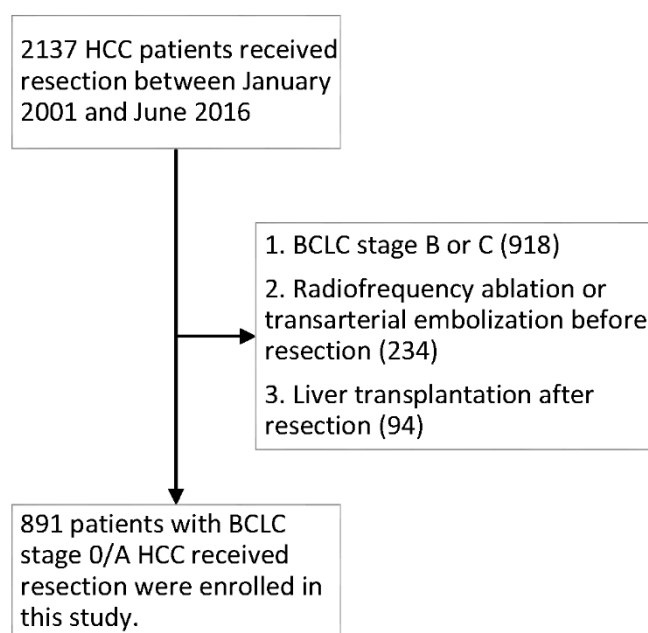 2137 HCC patients received
resection between January
2001 and June 2016
1. BCLC stage B or C (918)
2. Radiofrequency ablation or
transarterial embolization before
resection (234)
3. Liver transplantation after
resection (94)
891 patients with BCLC
stage 0/A HCC received
resection were enrolled in
this study.